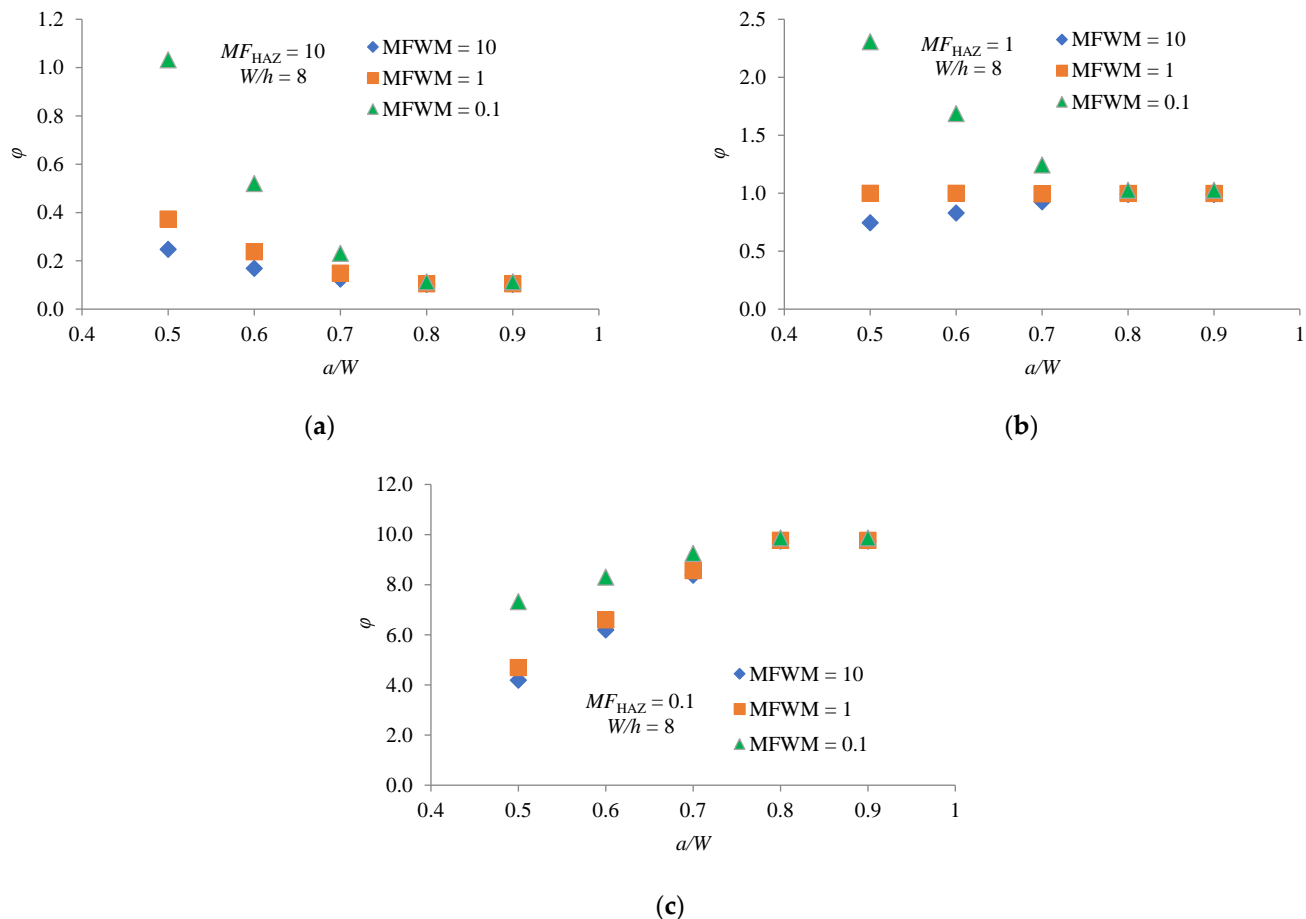 1.2
1.0
0.8
0.6
0.4
0.2
0.0
φ
MF_HAZ = 10
W/h = 8
MFWM = 10
MFWM = 1
MFWM = 0.1
0.4 0.5 0.6 0.7 0.8 0.9 1
a/W
(a)
2.5
2.0
1.5
1.0
0.5
0.0
φ
MF_HAZ = 1
W/h = 8
MFWM = 10
MFWM = 1
MFWM = 0.1
0.4 0.5 0.6 0.7 0.8 0.9 1
a/W
(b)
12.0
10.0
8.0
6.0
4.0
2.0
0.0
φ
MF_HAZ = 0.1
W/h = 8
MFWM = 10
MFWM = 1
MFWM = 0.1
0.4 0.5 0.6 0.7 0.8 0.9 1
a/W
(c)